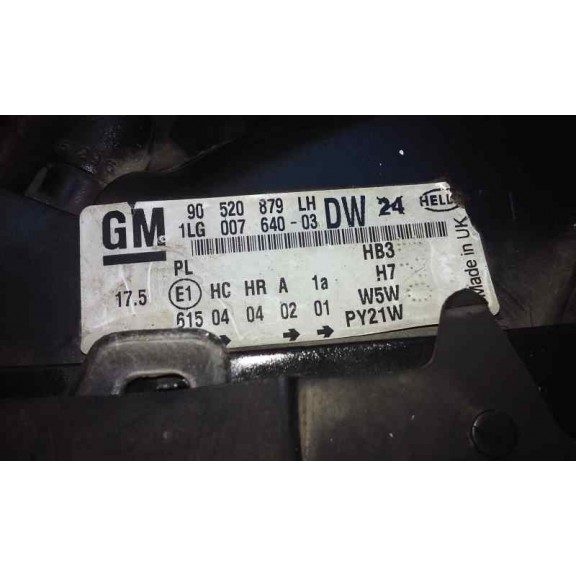 GM
90 520 879 LH
1LG 007 640-03
DW 24
HELL
PL
HB3
17.5
E1 HC HR A 1a
H7
W5W
615 04 04 02 01
PY21W
Made in UK